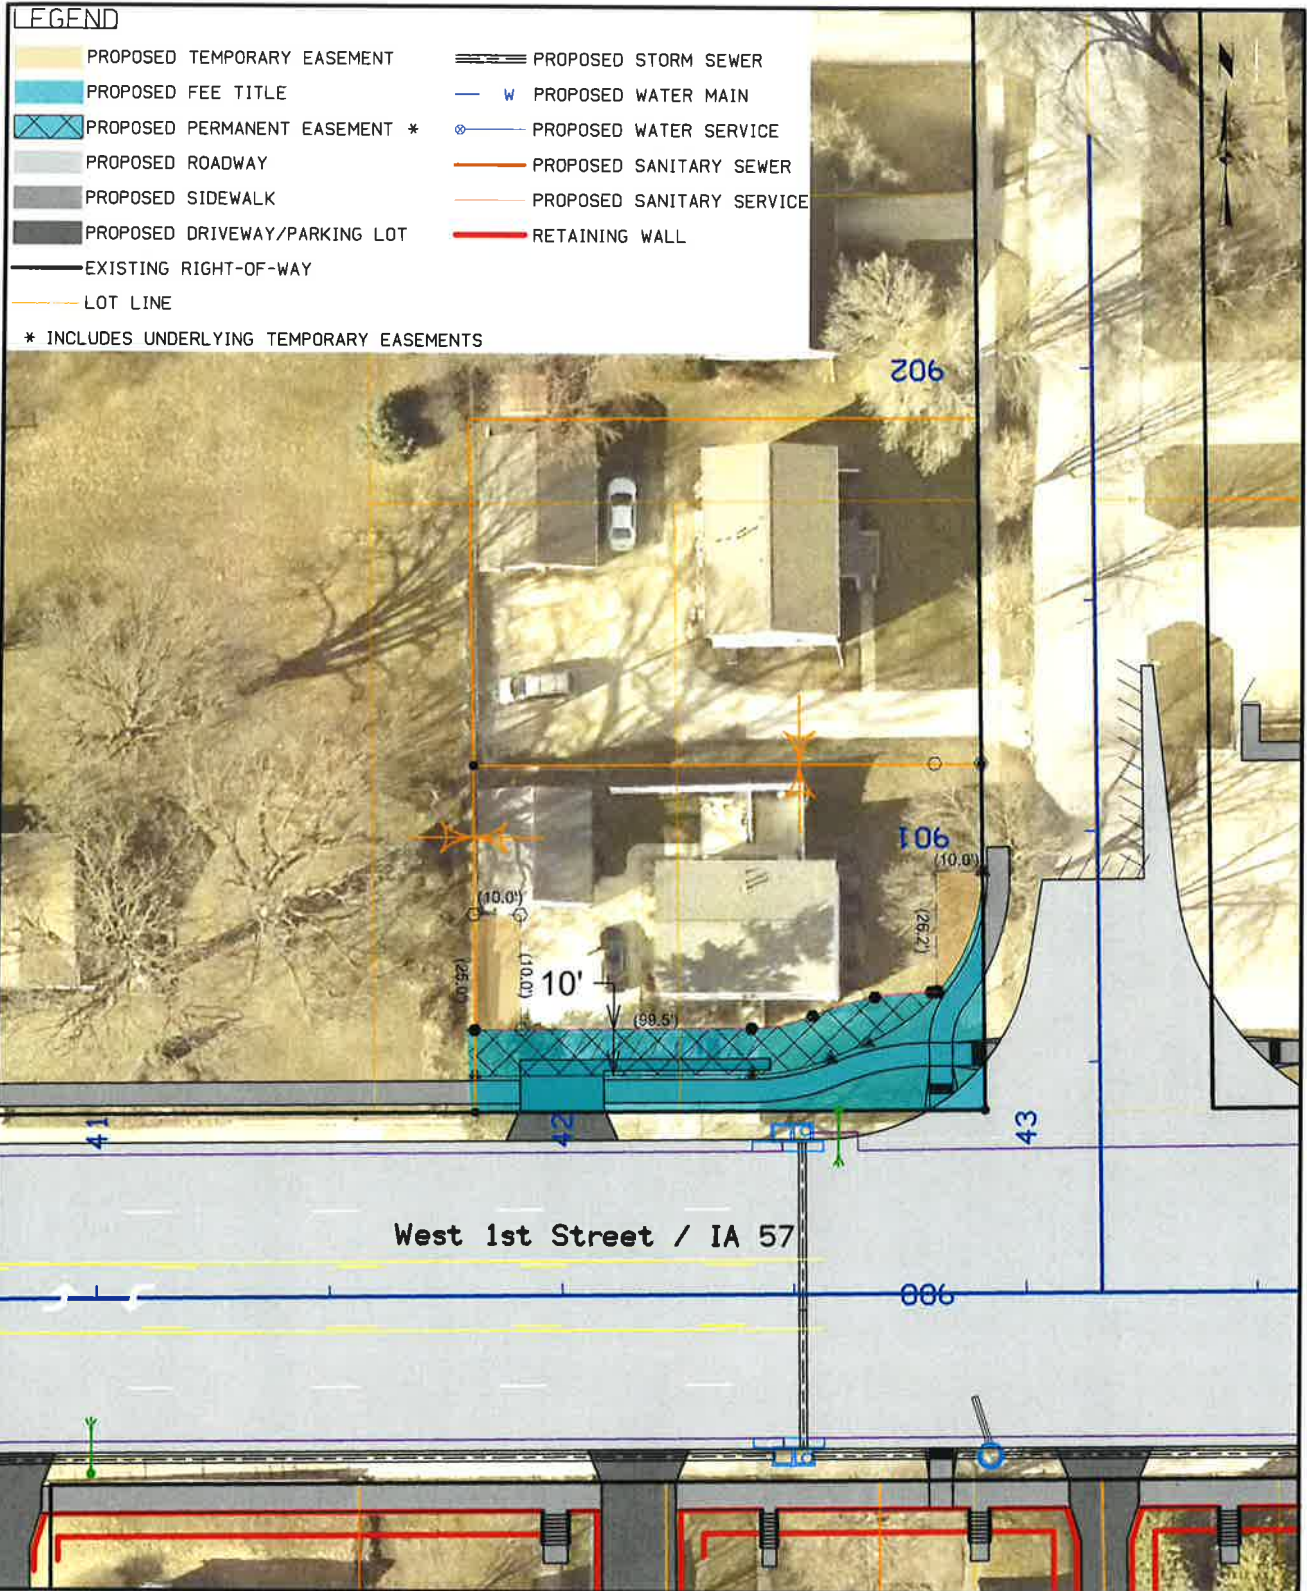 LEGEND
PROPOSED TEMPORARY EASEMENT
PROPOSED FEE TITLE
PROPOSED PERMANENT EASEMENT *
PROPOSED ROADWAY
PROPOSED SIDEWALK
PROPOSED DRIVEWAY/PARKING LOT
EXISTING RIGHT-OF-WAY
LOT LINE
* INCLUDES UNDERLYING TEMPORARY EASEMENTS
PROPOSED STORM SEWER
W PROPOSED WATER MAIN
PROPOSED WATER SERVICE
PROPOSED SANITARY SEWER
PROPOSED SANITARY SERVICE
RETAINING WALL
902
901
(10.0')
(10.0')
(26.2')
(25.0')
(10.0')
10'
(99.5')
41
42
43
West 1st Street / IA 57
986